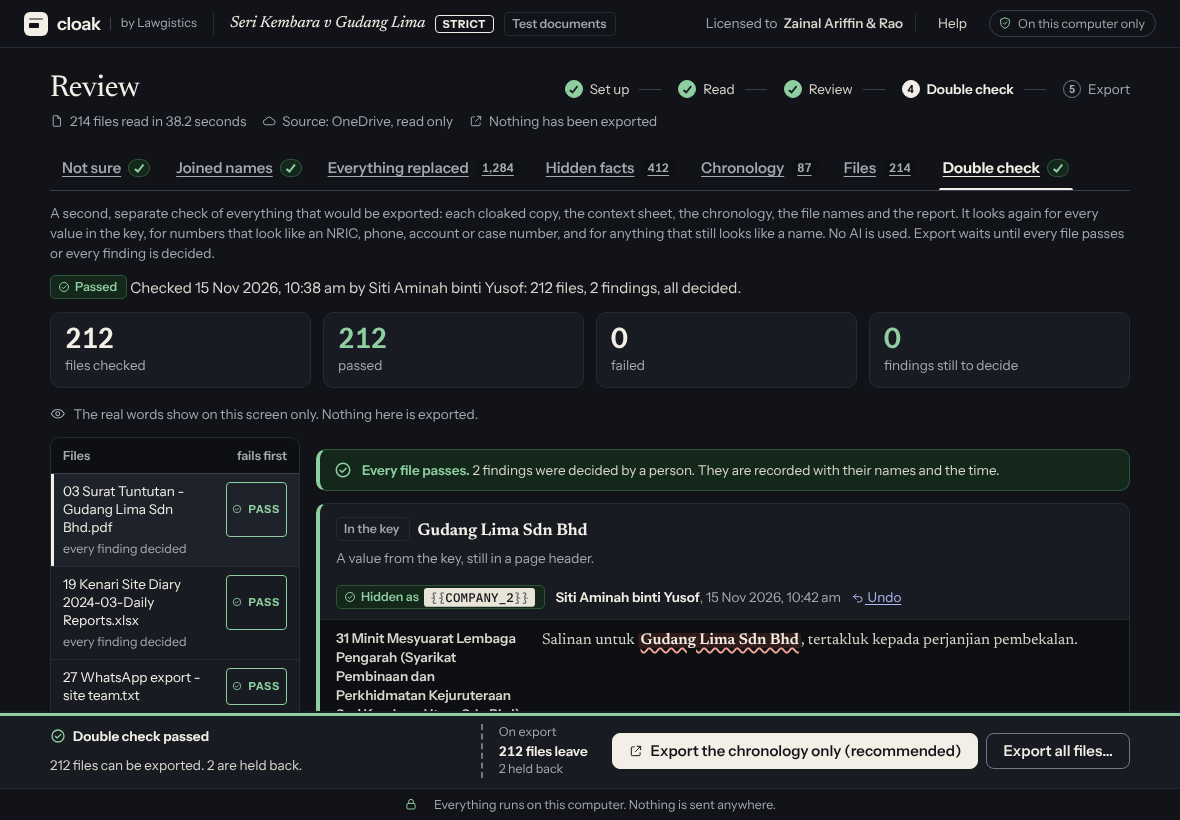 cloak by Lawgistics Seri Kembara v Gudang Lima STRICT Test documents Licensed to Zainal Ariffin & Rao Help On this computer only
Review
Set up Read Review 4 Double check 5 Export
214 files read in 38.2 seconds Source: OneDrive, read only Nothing has been exported
Not sure Joined names Everything replaced 1,284 Hidden facts 412 Chronology 87 Files 214 Double check
A second, separate check of everything that would be exported: each cloaked copy, the context sheet, the chronology, the file names and the report. It looks again for every
value in the key, for numbers that look like an NRIC, phone, account or case number, and for anything that still looks like a name. No AI is used. Export waits until every file passes
or every finding is decided.
Passed Checked 15 Nov 2026, 10:38 am by Siti Aminah binti Yusof: 212 files, 2 findings, all decided.
212
files checked
212
passed
0
failed
0
findings still to decide
The real words show on this screen only. Nothing here is exported.
Files fails first
03 Surat Tuntutan -
Gudang Lima Sdn
Bhd.pdf
PASS
every finding decided
19 Kenari Site Diary
2024-03-Daily
Reports.xlsx
PASS
every finding decided
27 WhatsApp export -
site team.txt
PASS
Every file passes. 2 findings were decided by a person. They are recorded with their names and the time.
In the key Gudang Lima Sdn Bhd
A value from the key, still in a page header.
Hidden as {{COMPANY_2}} Siti Aminah binti Yusof, 15 Nov 2026, 10:42 am Undo
31 Minit Mesyuarat Lembaga
Pengarah (Syarikat
Pembinaan dan
Perkhidmatan Kejuruteraan
Salinan untuk Gudang Lima Sdn Bhd, tertakluk kepada perjanjian pembekalan.
Double check passed
212 files can be exported. 2 are held back.
On export
212 files leave
2 held back
Export the chronology only (recommended)
Export all files...
Everything runs on this computer. Nothing is sent anywhere.